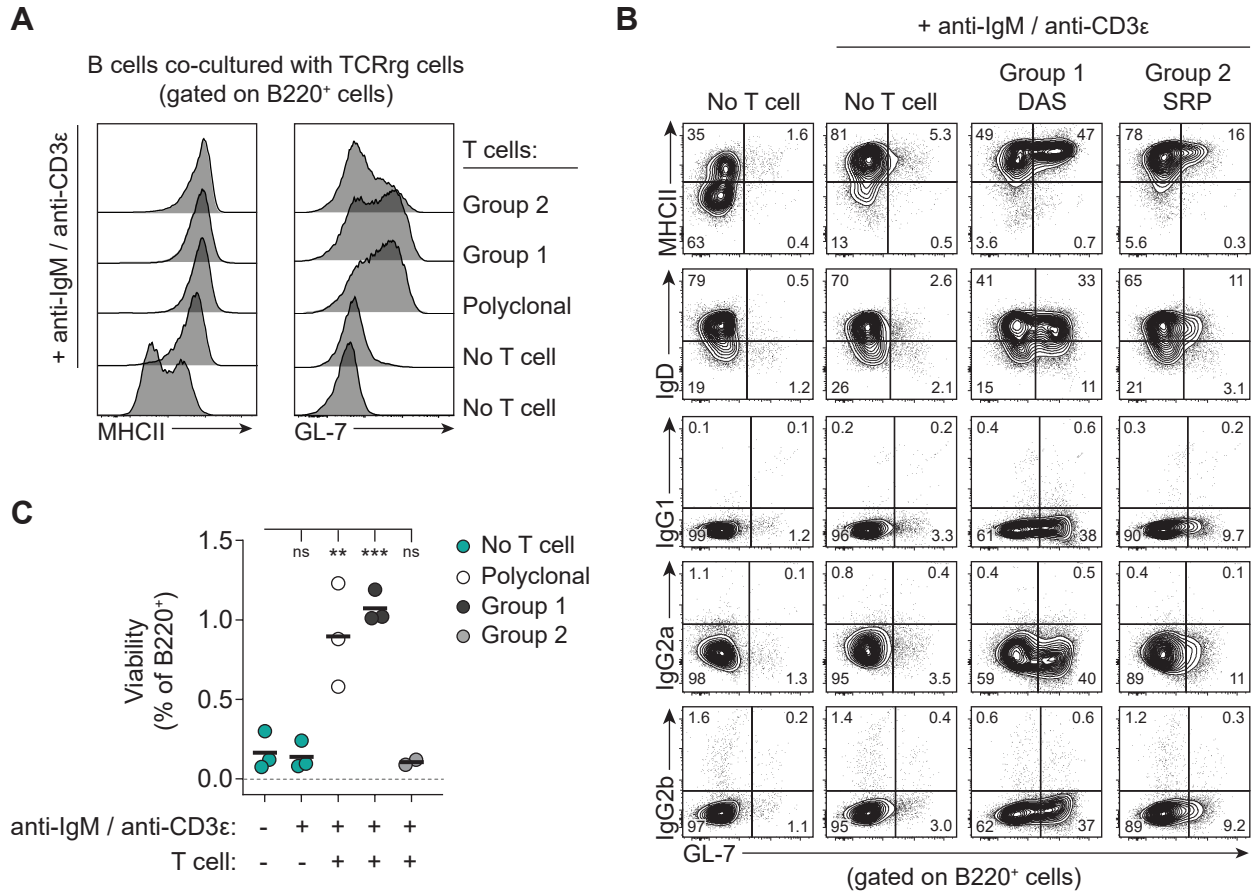 A
B cells co-cultured with TCRrg cells
(gated on B220⁺ cells)
+ anti-IgM / anti-CD3ε
T cells:
Group 2
Group 1
Polyclonal
No T cell
No T cell
MHCII
GL-7
B
+ anti-IgM / anti-CD3ε
No T cell
No T cell
Group 1
DAS
Group 2
SRP
MHCII
35 1.6 81 5.3 49 47 78 16
63 0.4 13 0.5 3.6 0.7 5.6 0.3
IgD
79 0.5 70 2.6 41 33 65 11
19 1.2 26 2.1 15 11 21 3.1
IgG1
0.1 0.1 0.2 0.2 0.4 0.6 0.3 0.2
99 1.2 96 3.3 61 38 90 9.7
IgG2a
1.1 0.1 0.8 0.4 0.4 0.5 0.4 0.1
98 1.3 95 3.5 59 40 89 11
IgG2b
1.6 0.2 1.4 0.4 0.6 0.6 1.2 0.3
97 1.1 95 3.0 62 37 89 9.2
GL-7
(gated on B220⁺ cells)
C
Viability
(% of B220⁺)
1.5
1.0
0.5
0.0
ns ** *** ns
No T cell
Polyclonal
Group 1
Group 2
anti-IgM / anti-CD3ε: - + + + +
T cell: - - + + +